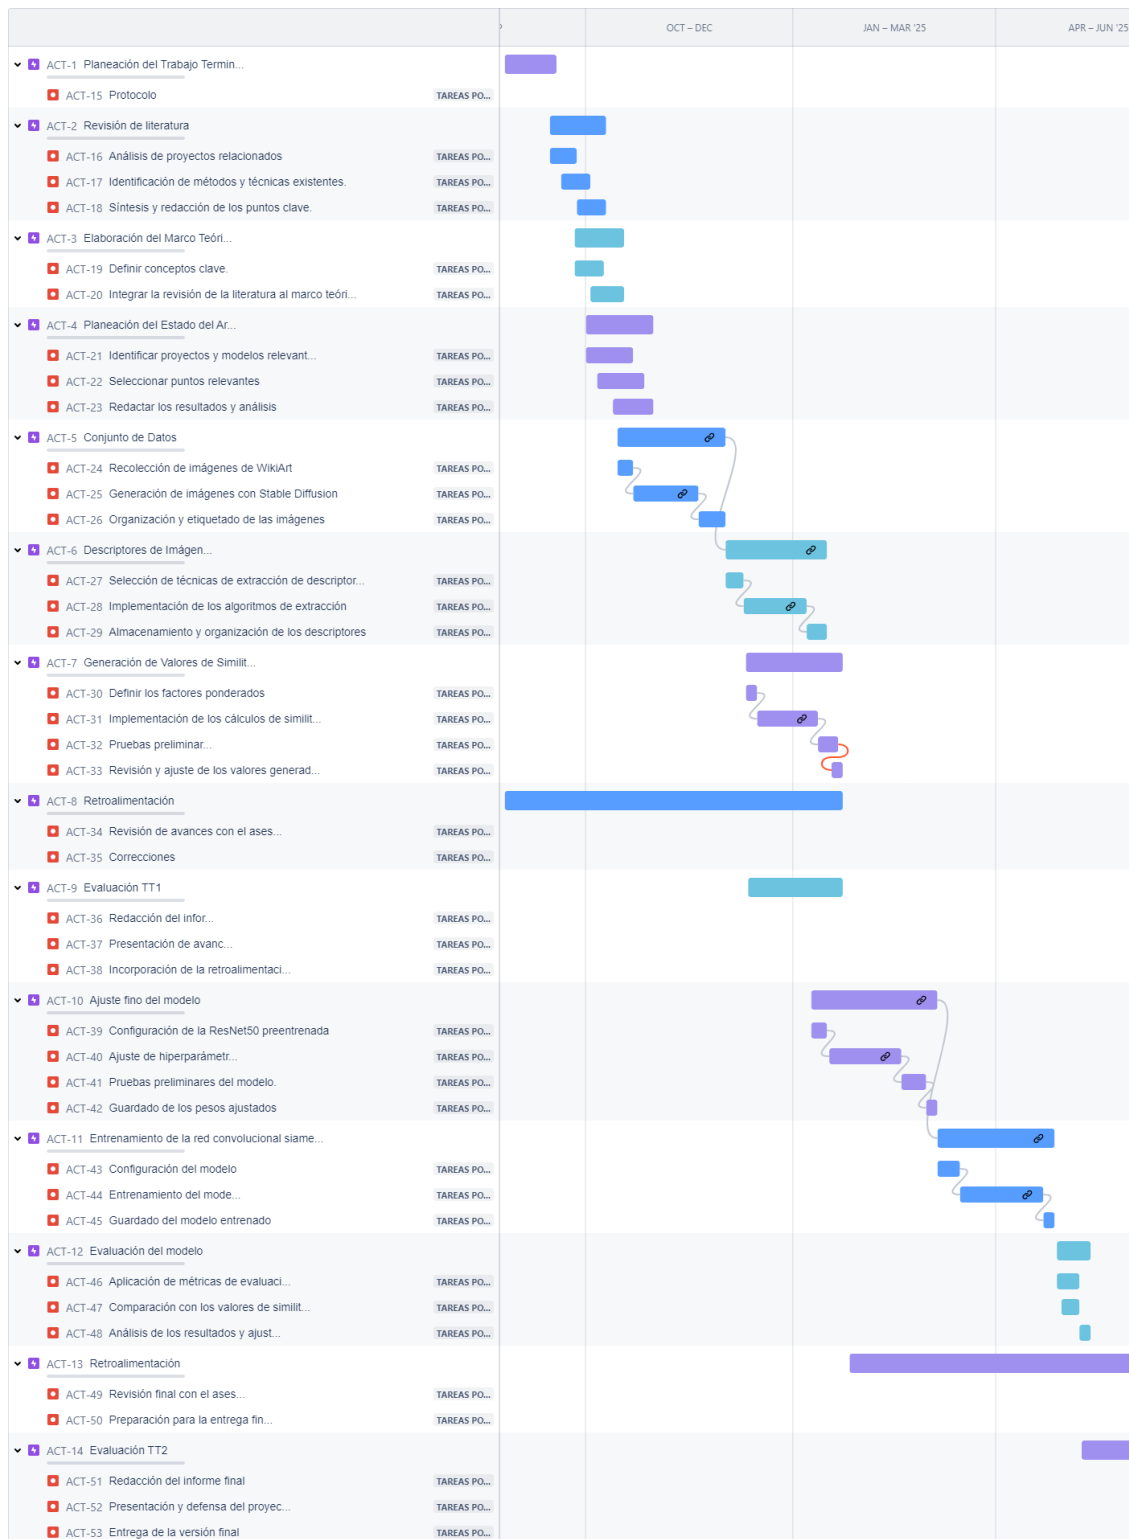 OCT – DEC JAN – MAR '25 APR – JUN '25
ACT-1 Planeación del Trabajo Termin...
ACT-15 Protocolo TAREAS PO...
ACT-2 Revisión de literatura
ACT-16 Análisis de proyectos relacionados TAREAS PO...
ACT-17 Identificación de métodos y técnicas existentes. TAREAS PO...
ACT-18 Síntesis y redacción de los puntos clave. TAREAS PO...
ACT-3 Elaboración del Marco Teóri...
ACT-19 Definir conceptos clave. TAREAS PO...
ACT-20 Integrar la revisión de la literatura al marco teóri... TAREAS PO...
ACT-4 Planeación del Estado del Ar...
ACT-21 Identificar proyectos y modelos relevant... TAREAS PO...
ACT-22 Seleccionar puntos relevantes TAREAS PO...
ACT-23 Redactar los resultados y análisis TAREAS PO...
ACT-5 Conjunto de Datos
ACT-24 Recolección de imágenes de WikiArt TAREAS PO...
ACT-25 Generación de imágenes con Stable Diffusion TAREAS PO...
ACT-26 Organización y etiquetado de las imágenes TAREAS PO...
ACT-6 Descriptores de Imágen...
ACT-27 Selección de técnicas de extracción de descriptor... TAREAS PO...
ACT-28 Implementación de los algoritmos de extracción TAREAS PO...
ACT-29 Almacenamiento y organización de los descriptores TAREAS PO...
ACT-7 Generación de Valores de Similit...
ACT-30 Definir los factores ponderados TAREAS PO...
ACT-31 Implementación de los cálculos de similit... TAREAS PO...
ACT-32 Pruebas preliminar... TAREAS PO...
ACT-33 Revisión y ajuste de los valores generad... TAREAS PO...
ACT-8 Retroalimentación
ACT-34 Revisión de avances con el ases... TAREAS PO...
ACT-35 Correcciones TAREAS PO...
ACT-9 Evaluación TT1
ACT-36 Redacción del infor... TAREAS PO...
ACT-37 Presentación de avanc... TAREAS PO...
ACT-38 Incorporación de la retroalimentaci... TAREAS PO...
ACT-10 Ajuste fino del modelo
ACT-39 Configuración de la ResNet50 preentrenada TAREAS PO...
ACT-40 Ajuste de hiperparámetr... TAREAS PO...
ACT-41 Pruebas preliminares del modelo. TAREAS PO...
ACT-42 Guardado de los pesos ajustados TAREAS PO...
ACT-11 Entrenamiento de la red convolucional siame...
ACT-43 Configuración del modelo TAREAS PO...
ACT-44 Entrenamiento del mode... TAREAS PO...
ACT-45 Guardado del modelo entrenado TAREAS PO...
ACT-12 Evaluación del modelo
ACT-46 Aplicación de métricas de evaluaci... TAREAS PO...
ACT-47 Comparación con los valores de similit... TAREAS PO...
ACT-48 Análisis de los resultados y ajust... TAREAS PO...
ACT-13 Retroalimentación
ACT-49 Revisión final con el ases... TAREAS PO...
ACT-50 Preparación para la entrega fin... TAREAS PO...
ACT-14 Evaluación TT2
ACT-51 Redacción del informe final TAREAS PO...
ACT-52 Presentación y defensa del proyec... TAREAS PO...
ACT-53 Entrega de la versión final TAREAS PO...